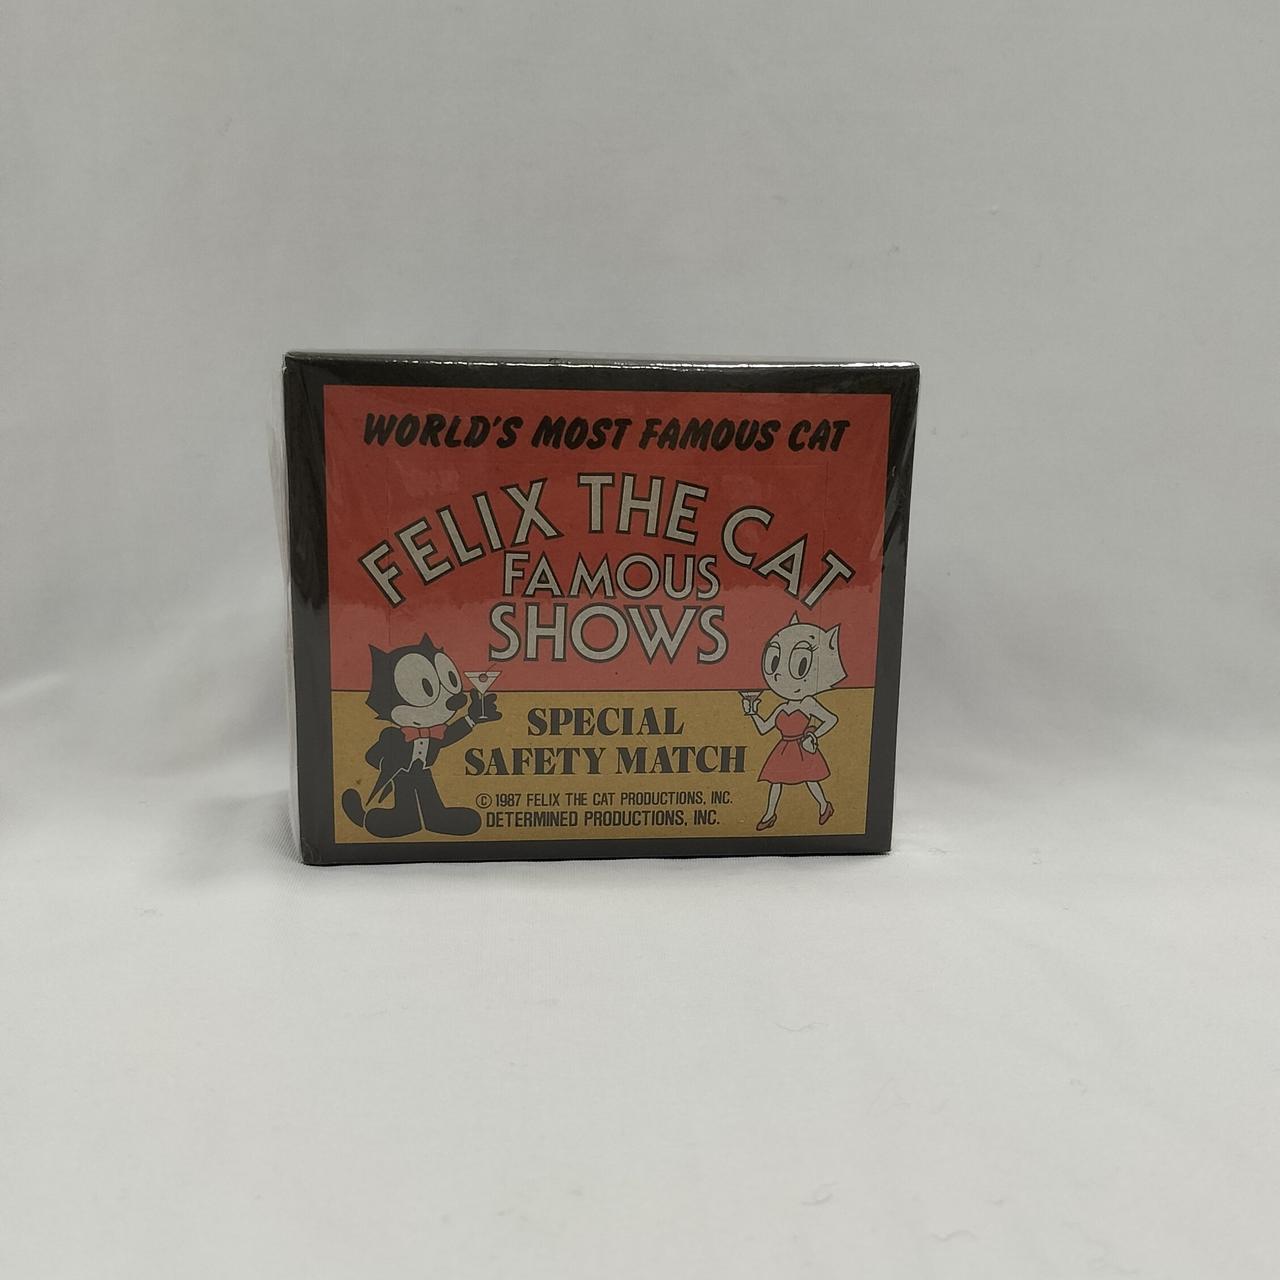 WORLD'S MOST FAMOUS CAT
FELIX THE CAT
FAMOUS
SHOWS
SPECIAL
SAFETY MATCH
© 1987 FELIX THE CAT PRODUCTIONS, INC.
DETERMINED PRODUCTIONS, INC.